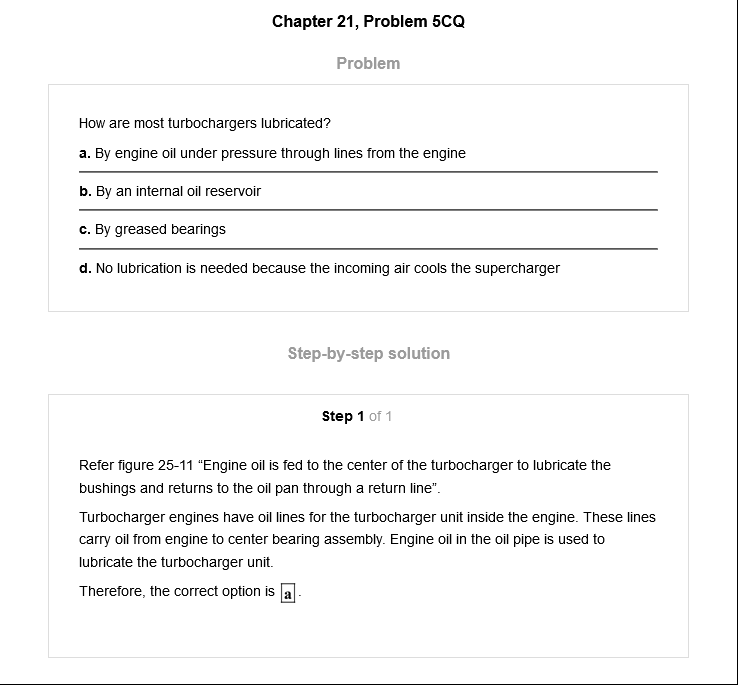 Chapter 21, Problem 5CQ
Problem
How are most turbochargers lubricated?
a. By engine oil under pressure through lines from the engine
b. By an internal oil reservoir
c. By greased bearings
d. No lubrication is needed because the incoming air cools the supercharger
Step-by-step solution
Step 1 of 1
Refer figure 25-11 “Engine oil is fed to the center of the turbocharger to lubricate the
bushings and returns to the oil pan through a return line”.
Turbocharger engines have oil lines for the turbocharger unit inside the engine. These lines
carry oil from engine to center bearing assembly. Engine oil in the oil pipe is used to
lubricate the turbocharger unit.
Therefore, the correct option is a.